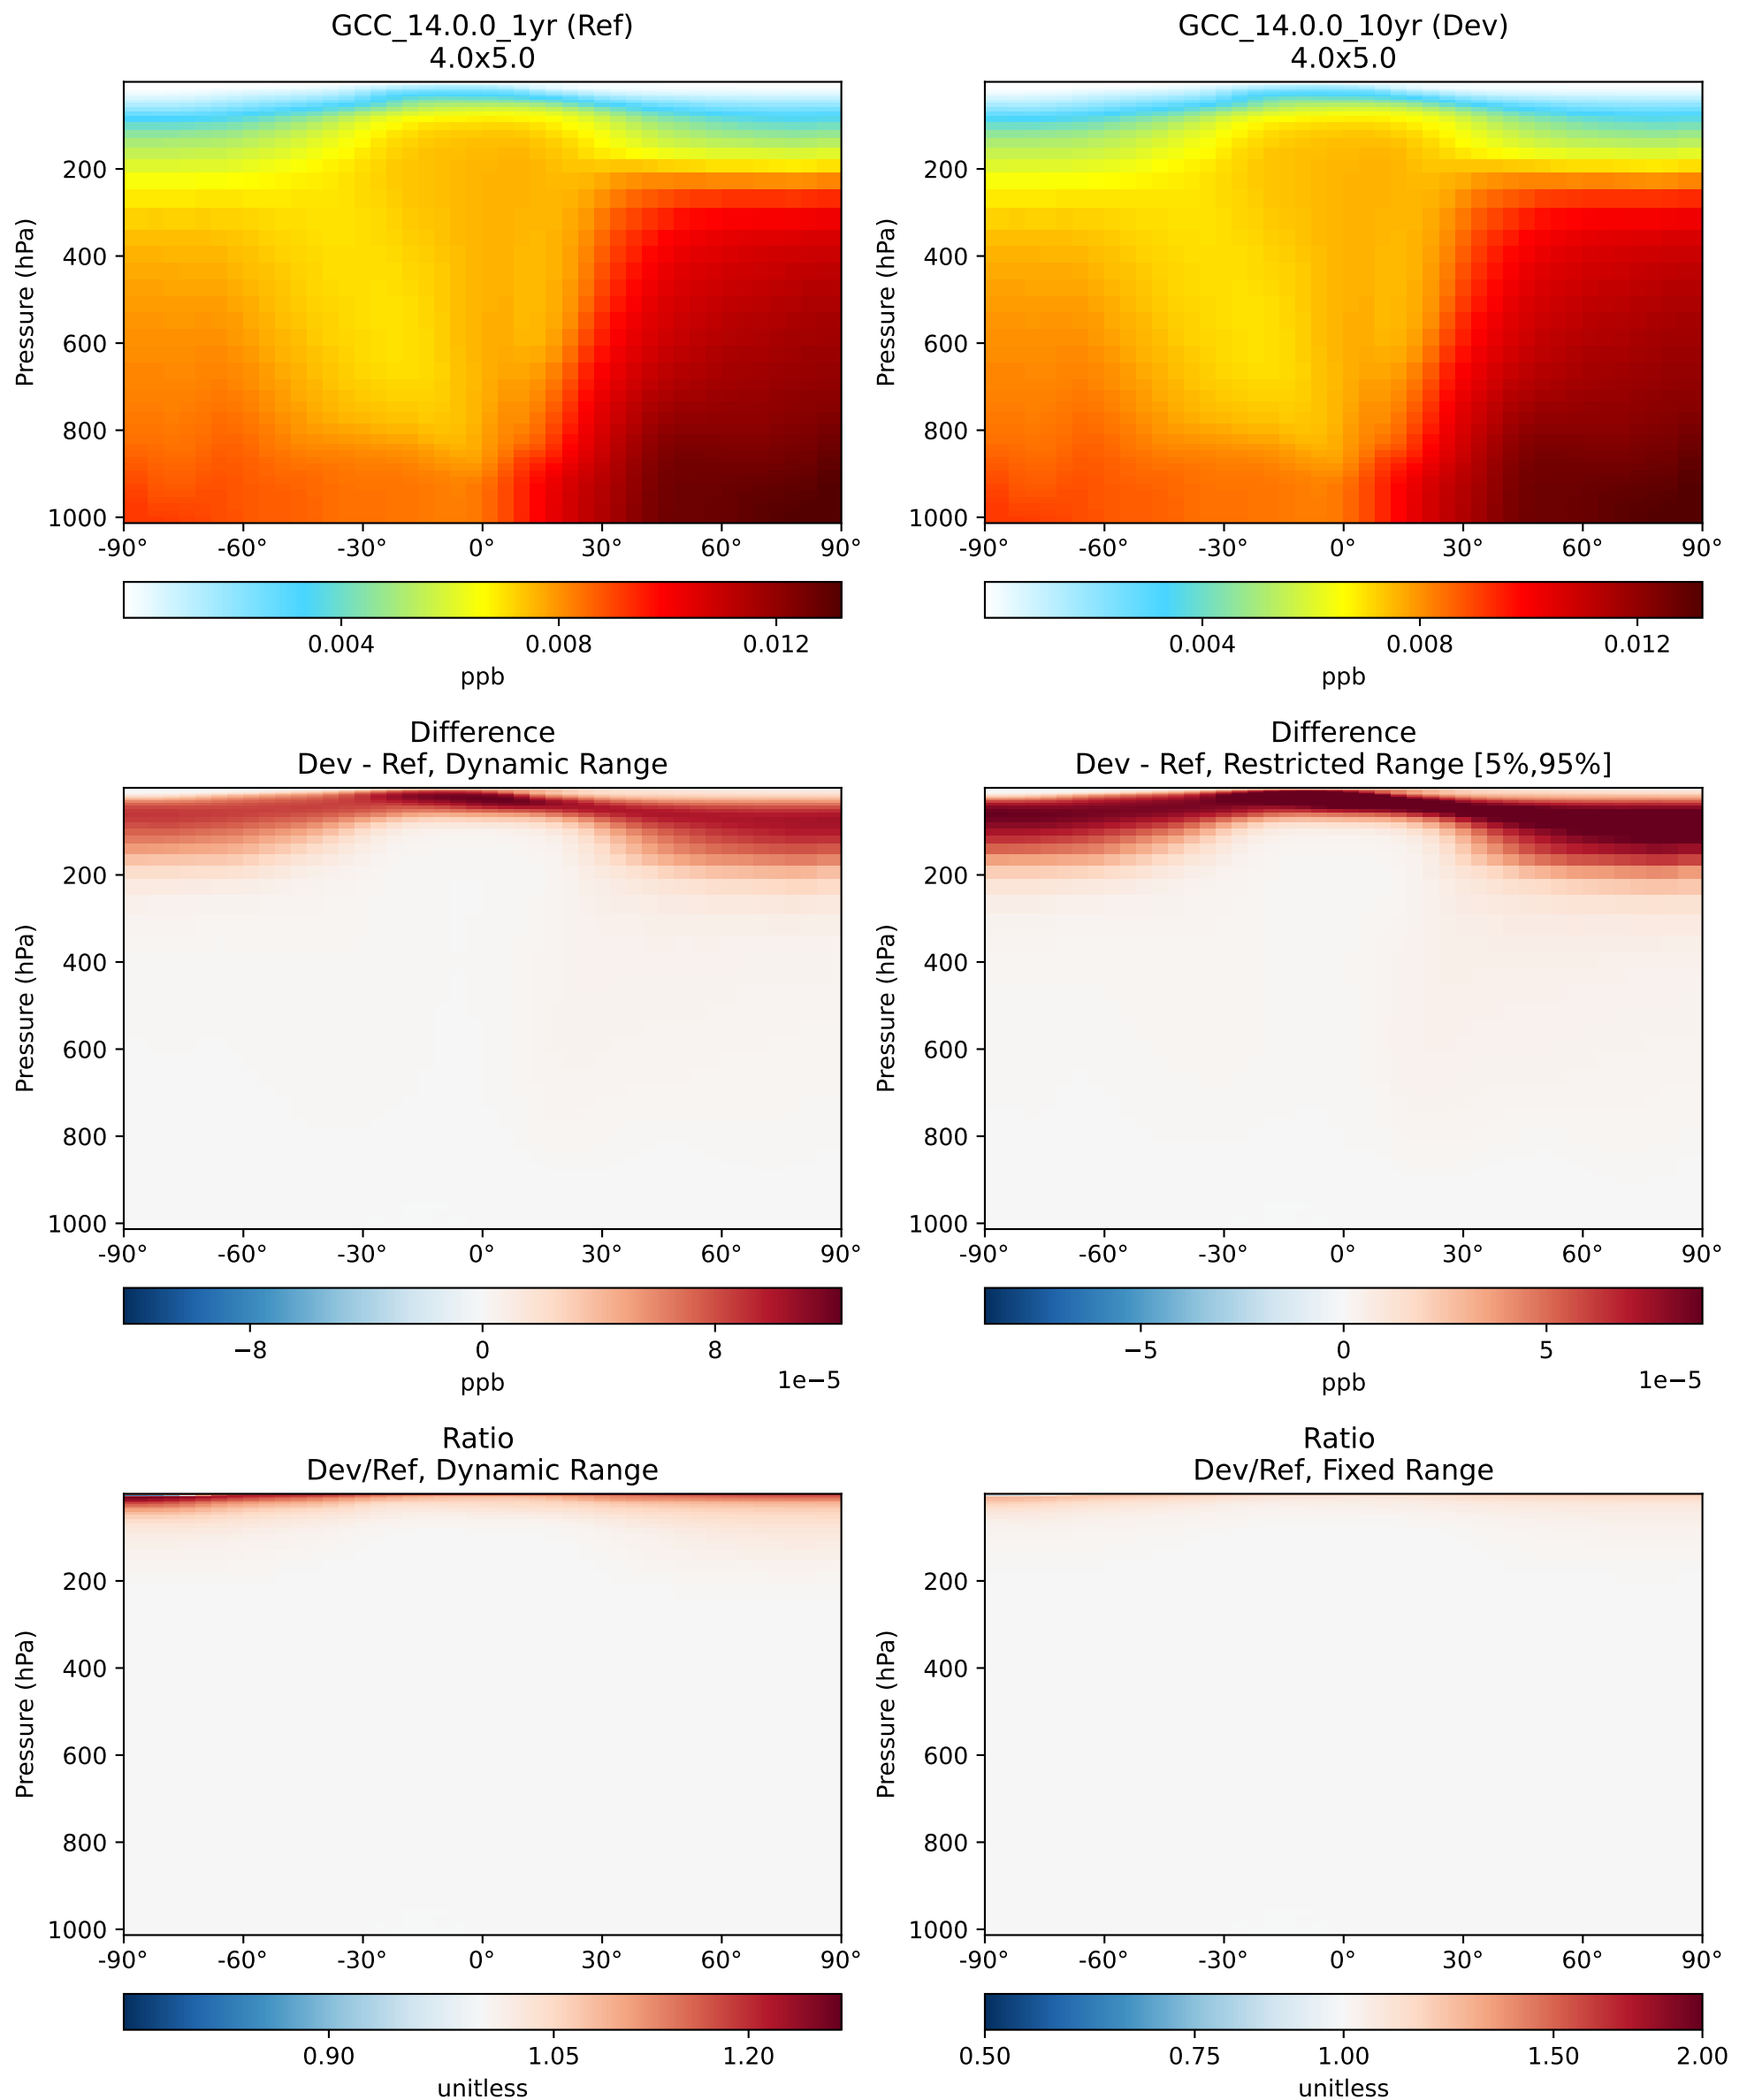 GCC_14.0.0_1yr (Ref)
4.0x5.0
Pressure (hPa)
200
400
600
800
1000
-90° -60° -30° 0° 30° 60° 90°
0.004 0.008 0.012
ppb
GCC_14.0.0_10yr (Dev)
4.0x5.0
Pressure (hPa)
200
400
600
800
1000
-90° -60° -30° 0° 30° 60° 90°
0.004 0.008 0.012
ppb
Difference
Dev - Ref, Dynamic Range
Pressure (hPa)
200
400
600
800
1000
-90° -60° -30° 0° 30° 60° 90°
−8 0 8
1e−5
ppb
Difference
Dev - Ref, Restricted Range [5%,95%]
Pressure (hPa)
200
400
600
800
1000
-90° -60° -30° 0° 30° 60° 90°
−5 0 5
1e−5
ppb
Ratio
Dev/Ref, Dynamic Range
Pressure (hPa)
200
400
600
800
1000
-90° -60° -30° 0° 30° 60° 90°
0.90 1.05 1.20
unitless
Ratio
Dev/Ref, Fixed Range
Pressure (hPa)
200
400
600
800
1000
-90° -60° -30° 0° 30° 60° 90°
0.50 0.75 1.00 1.50 2.00
unitless